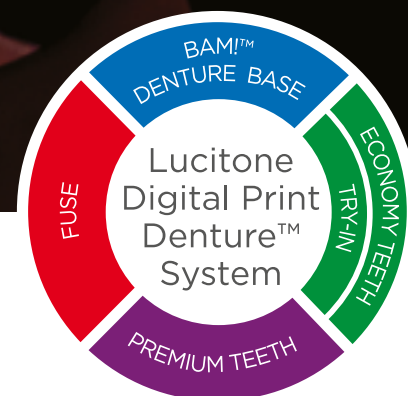 BAM!™
DENTURE BASE
ECONOMY TEETH
TRY-IN
PREMIUM TEETH
FUSE
Lucitone
Digital Print
Denture™
System